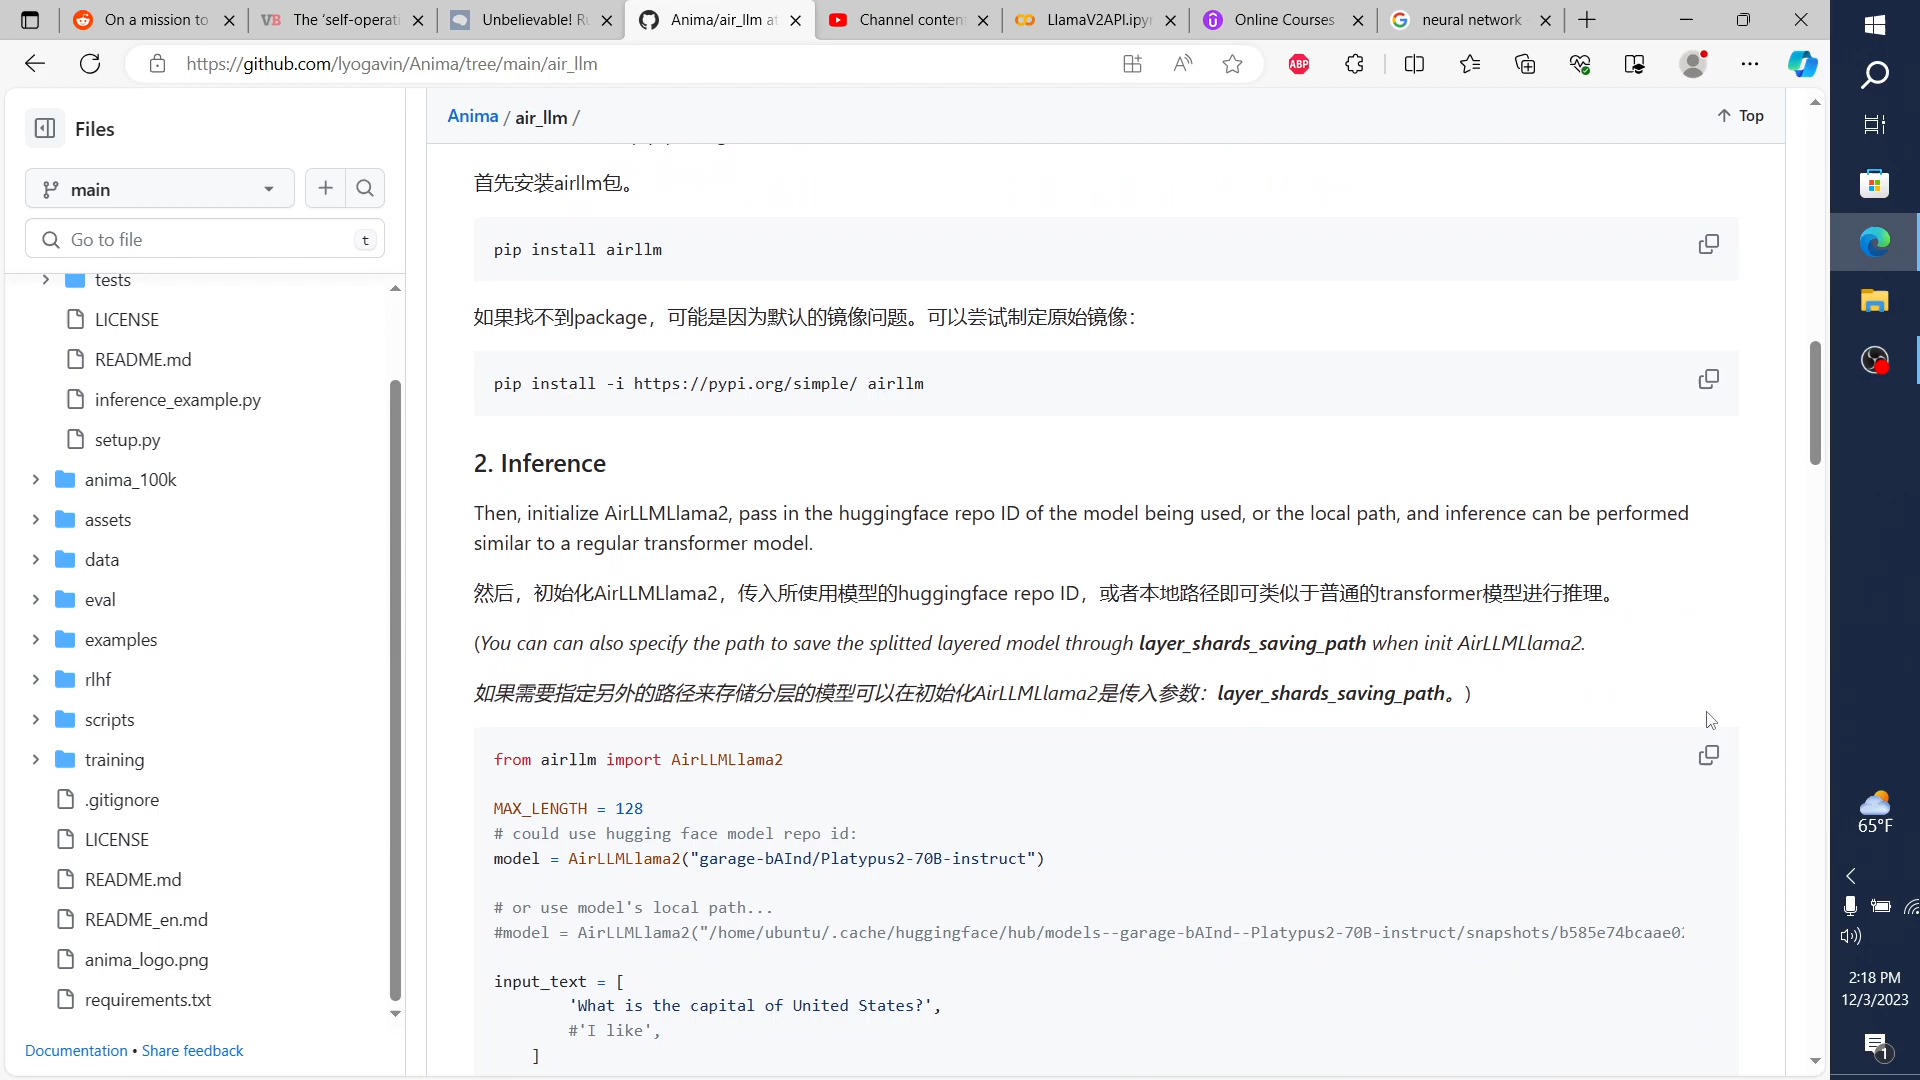 On a mission to
The ‘self-operati
Unbelievable! Ru
Anima/air_llm at
Channel conten
LlamaV2API.ipy
Online Courses
neural network
https://github.com/lyogavin/Anima/tree/main/air_llm
ABP
Files
main
Go to file
t
tests
LICENSE
README.md
inference_example.py
setup.py
anima_100k
assets
data
eval
examples
rlhf
scripts
training
.gitignore
LICENSE
README.md
README_en.md
anima_logo.png
requirements.txt
Documentation • Share feedback
Anima / air_llm /
Top
首先安装airllm包。
pip install airllm
如果找不到package，可能是因为默认的镜像问题。可以尝试制定原始镜像：
pip install -i https://pypi.org/simple/ airllm
2. Inference
Then, initialize AirLLMLlama2, pass in the huggingface repo ID of the model being used, or the local path, and inference can be performed
similar to a regular transformer model.
然后，初始化AirLLMLlama2，传入所使用模型的huggingface repo ID，或者本地路径即可类似于普通的transformer模型进行推理。
(You can can also specify the path to save the splitted layered model through layer_shards_saving_path when init AirLLMLlama2.
如果需要指定另外的路径来存储分层的模型可以在初始化AirLLMLlama2是传入参数：layer_shards_saving_path。)
from airllm import AirLLMLlama2
MAX_LENGTH = 128
# could use hugging face model repo id:
model = AirLLMLlama2("garage-bAInd/Platypus2-70B-instruct")
# or use model's local path...
#model = AirLLMLlama2("/home/ubuntu/.cache/huggingface/hub/models--garage-bAInd--Platypus2-70B-instruct/snapshots/b585e74bcaae02
input_text = [
'What is the capital of United States?',
#'I like',
]
65°F
2:18 PM
12/3/2023
1